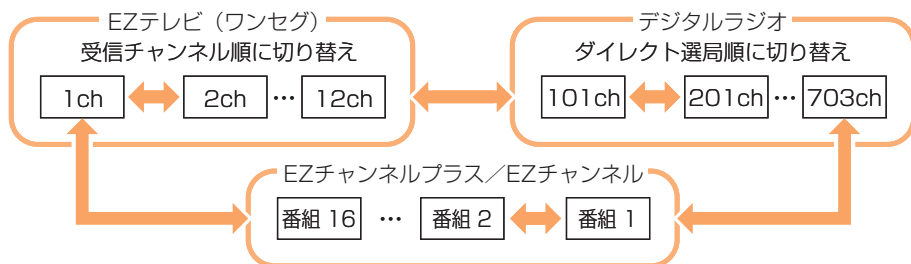 EZテレビ（ワンセグ）
受信チャンネル順に切り替え
1ch 2ch … 12ch
デジタルラジオ
ダイレクト選局順に切り替え
101ch 201ch … 703ch
EZチャンネルプラス／EZチャンネル
番組 16 … 番組 2 番組 1